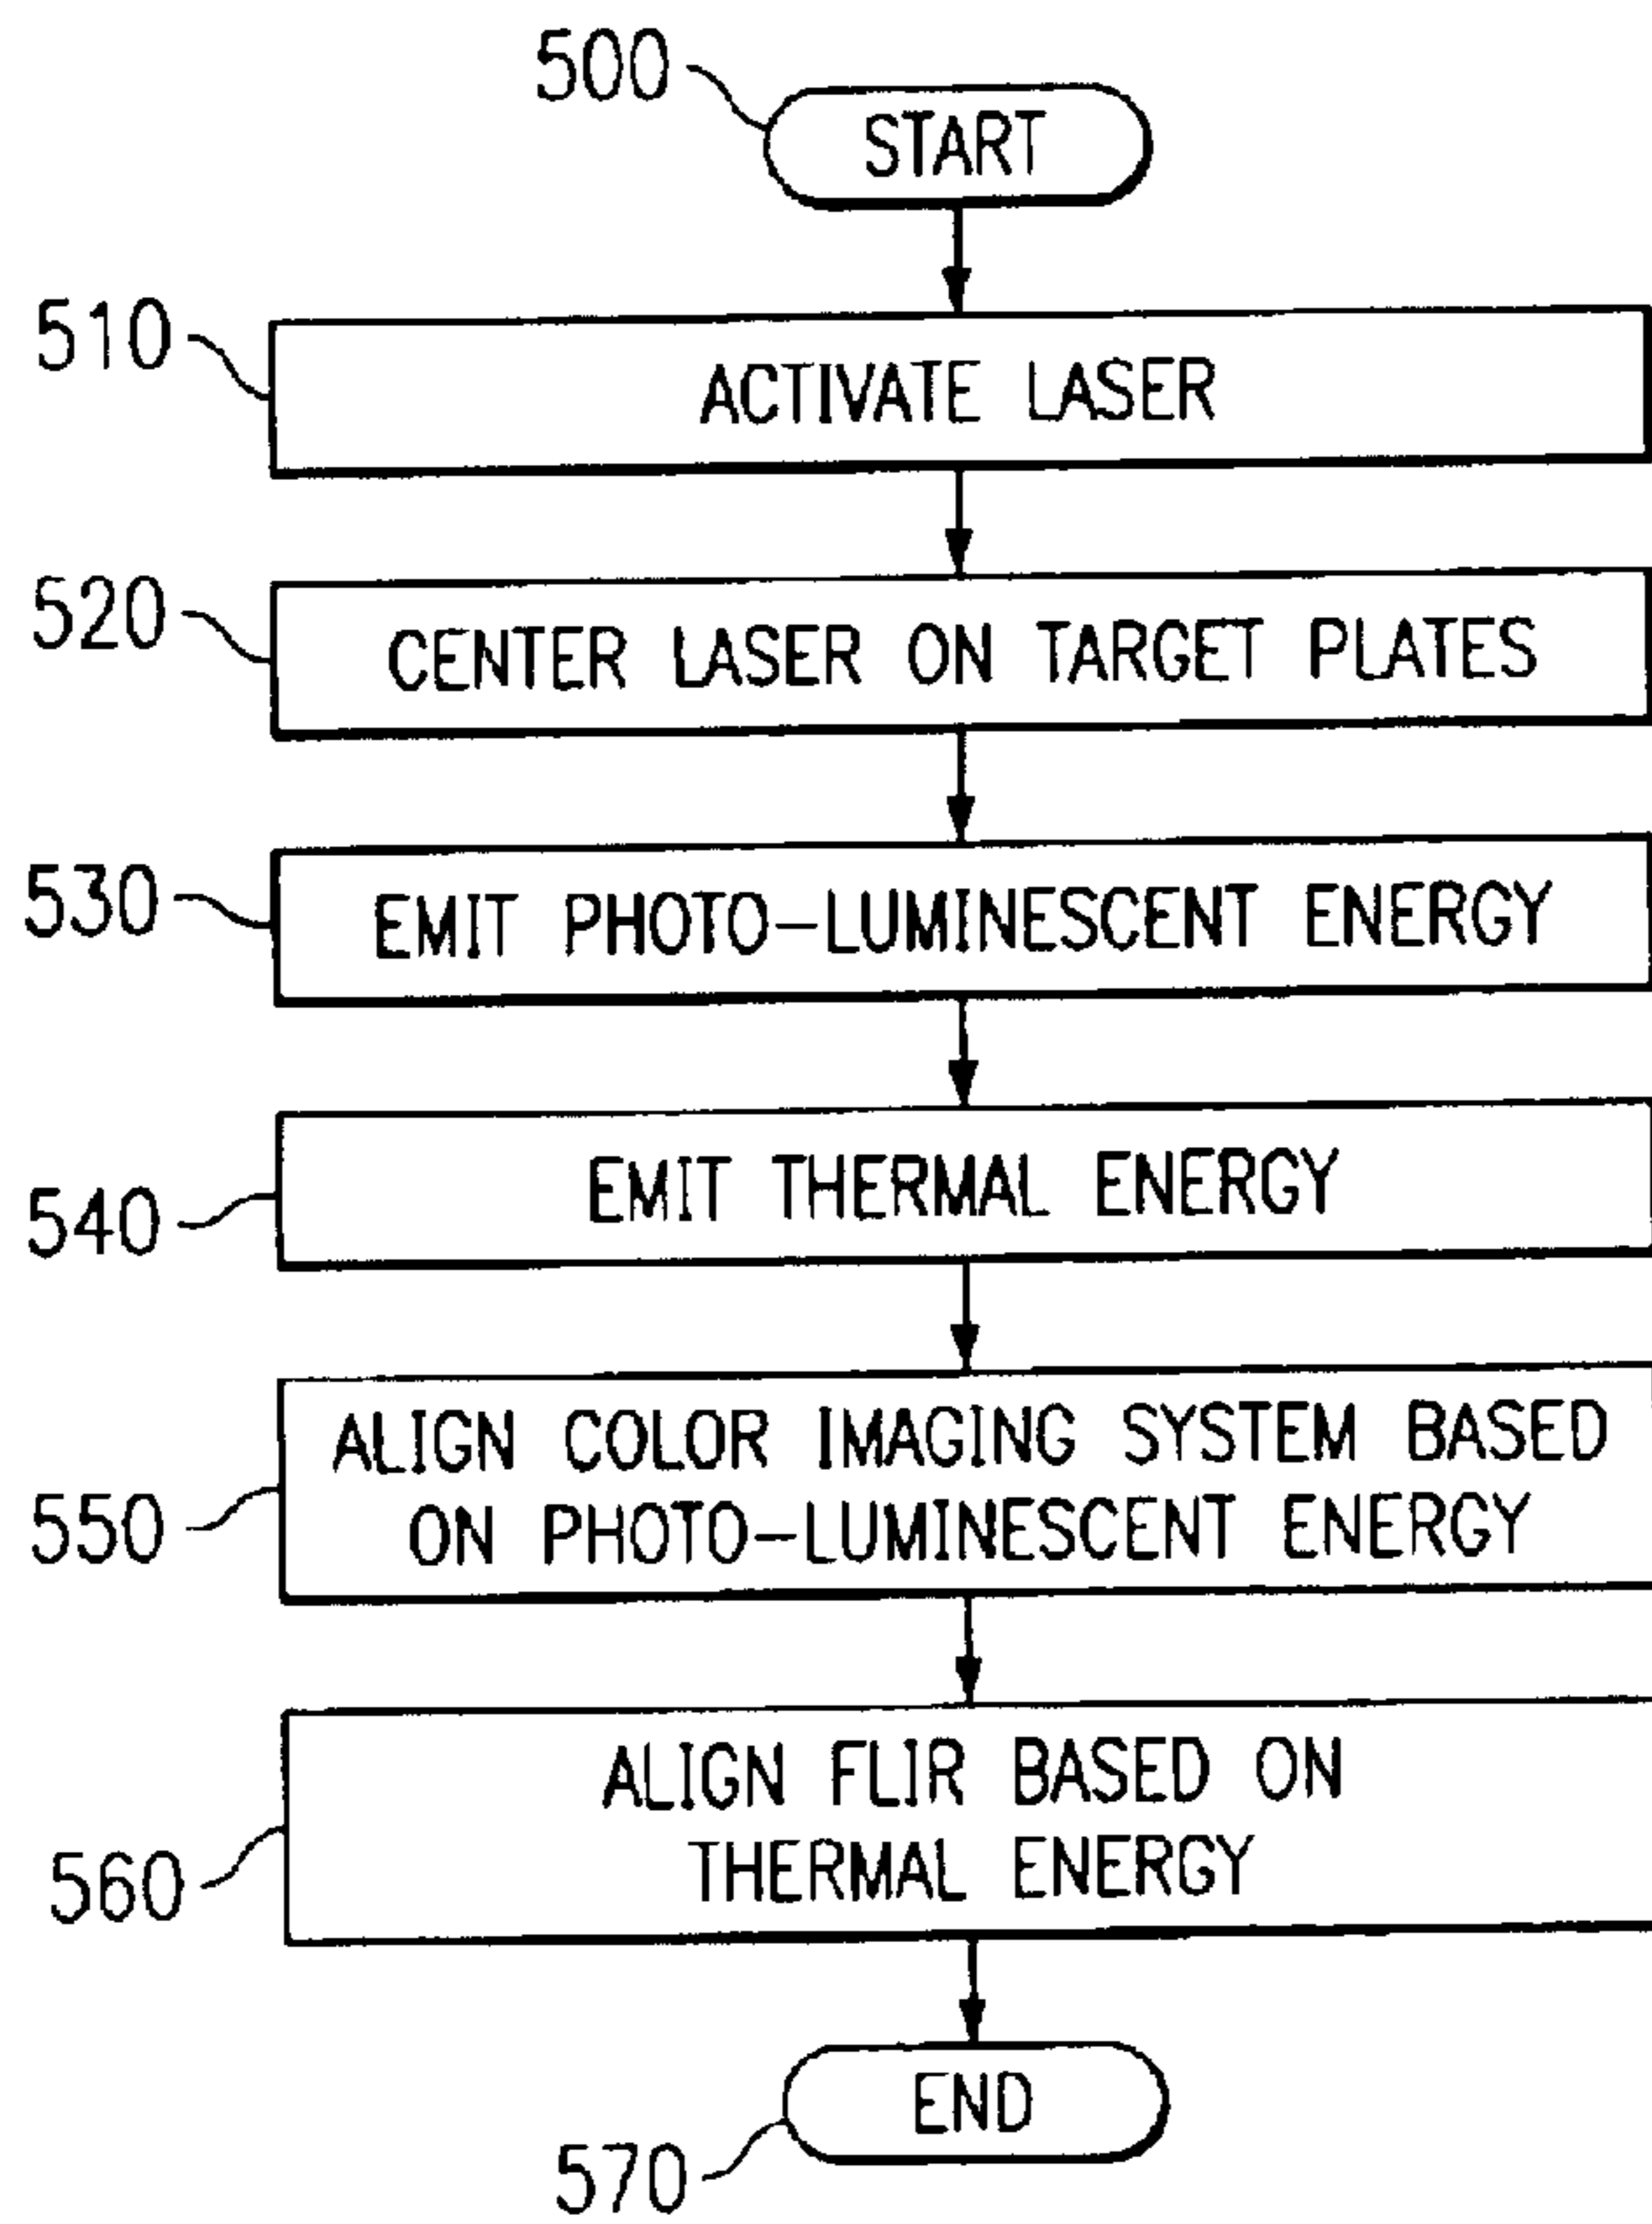 500
START
510
ACTIVATE LASER
520
CENTER LASER ON TARGET PLATES
530
EMIT PHOTO-LUMINESCENT ENERGY
540
EMIT THERMAL ENERGY
550
ALIGN COLOR IMAGING SYSTEM BASED
ON PHOTO-LUMINESCENT ENERGY
560
ALIGN FLIR BASED ON
THERMAL ENERGY
570
END